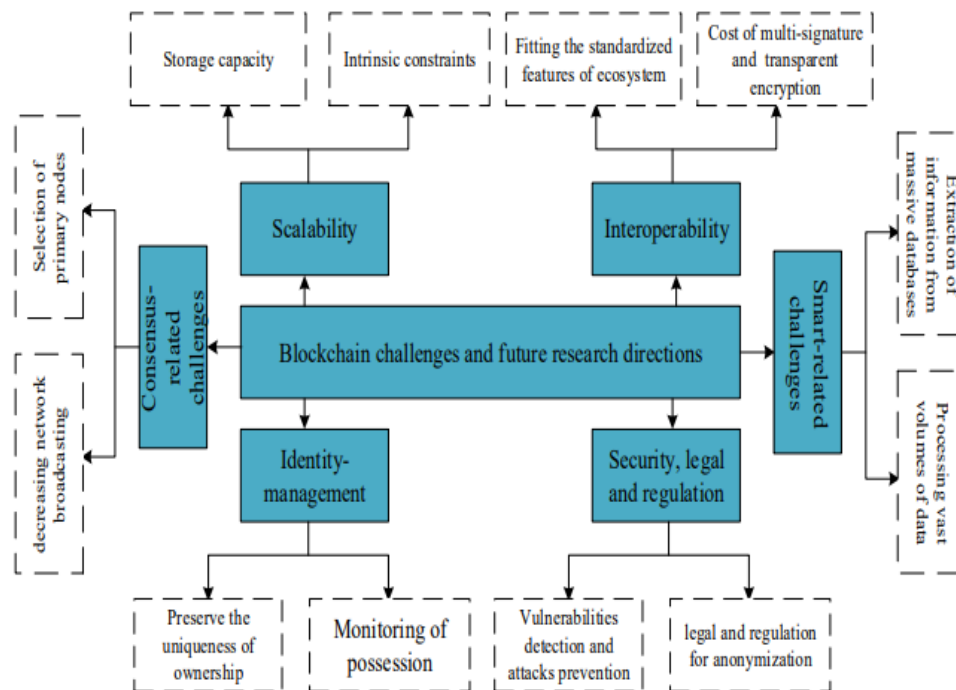 Storage capacity
Intrinsic constraints
Fitting the standardized
features of ecosystem
Cost of multi-signature
and transparent
encryption
Selection of
primary nodes
Scalability
Interoperability
Extraction of
information from
massive databases
Consensus-
related
challenges
Blockchain challenges and future research directions
Smart-related
challenges
decreasing network
broadcasting
Identity-
management
Security, legal
and regulation
Processing vast
volumes of data
Preserve the
uniqueness of
ownership
Monitoring of
possession
Vulnerabilities
detection and
attacks prevention
legal and regulation
for anonymization